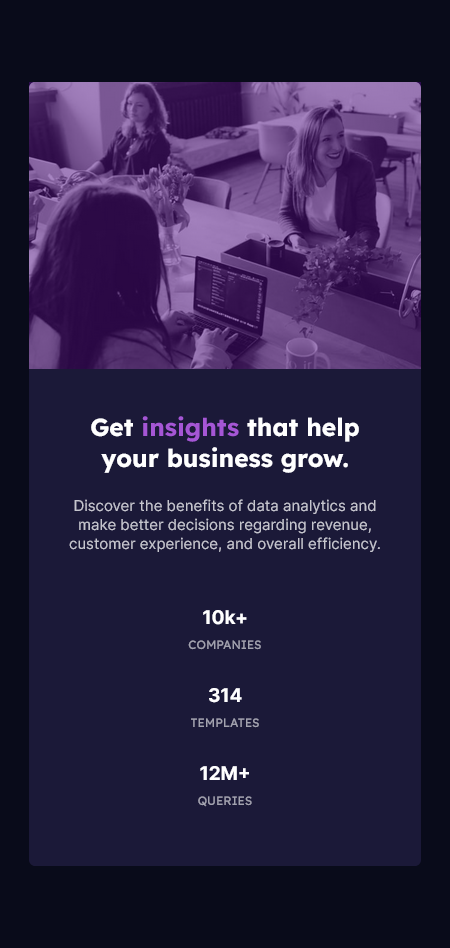 Get insights that help
your business grow.
Discover the benefits of data analytics and
make better decisions regarding revenue,
customer experience, and overall efficiency.
10k+
COMPANIES
314
TEMPLATES
12M+
QUERIES